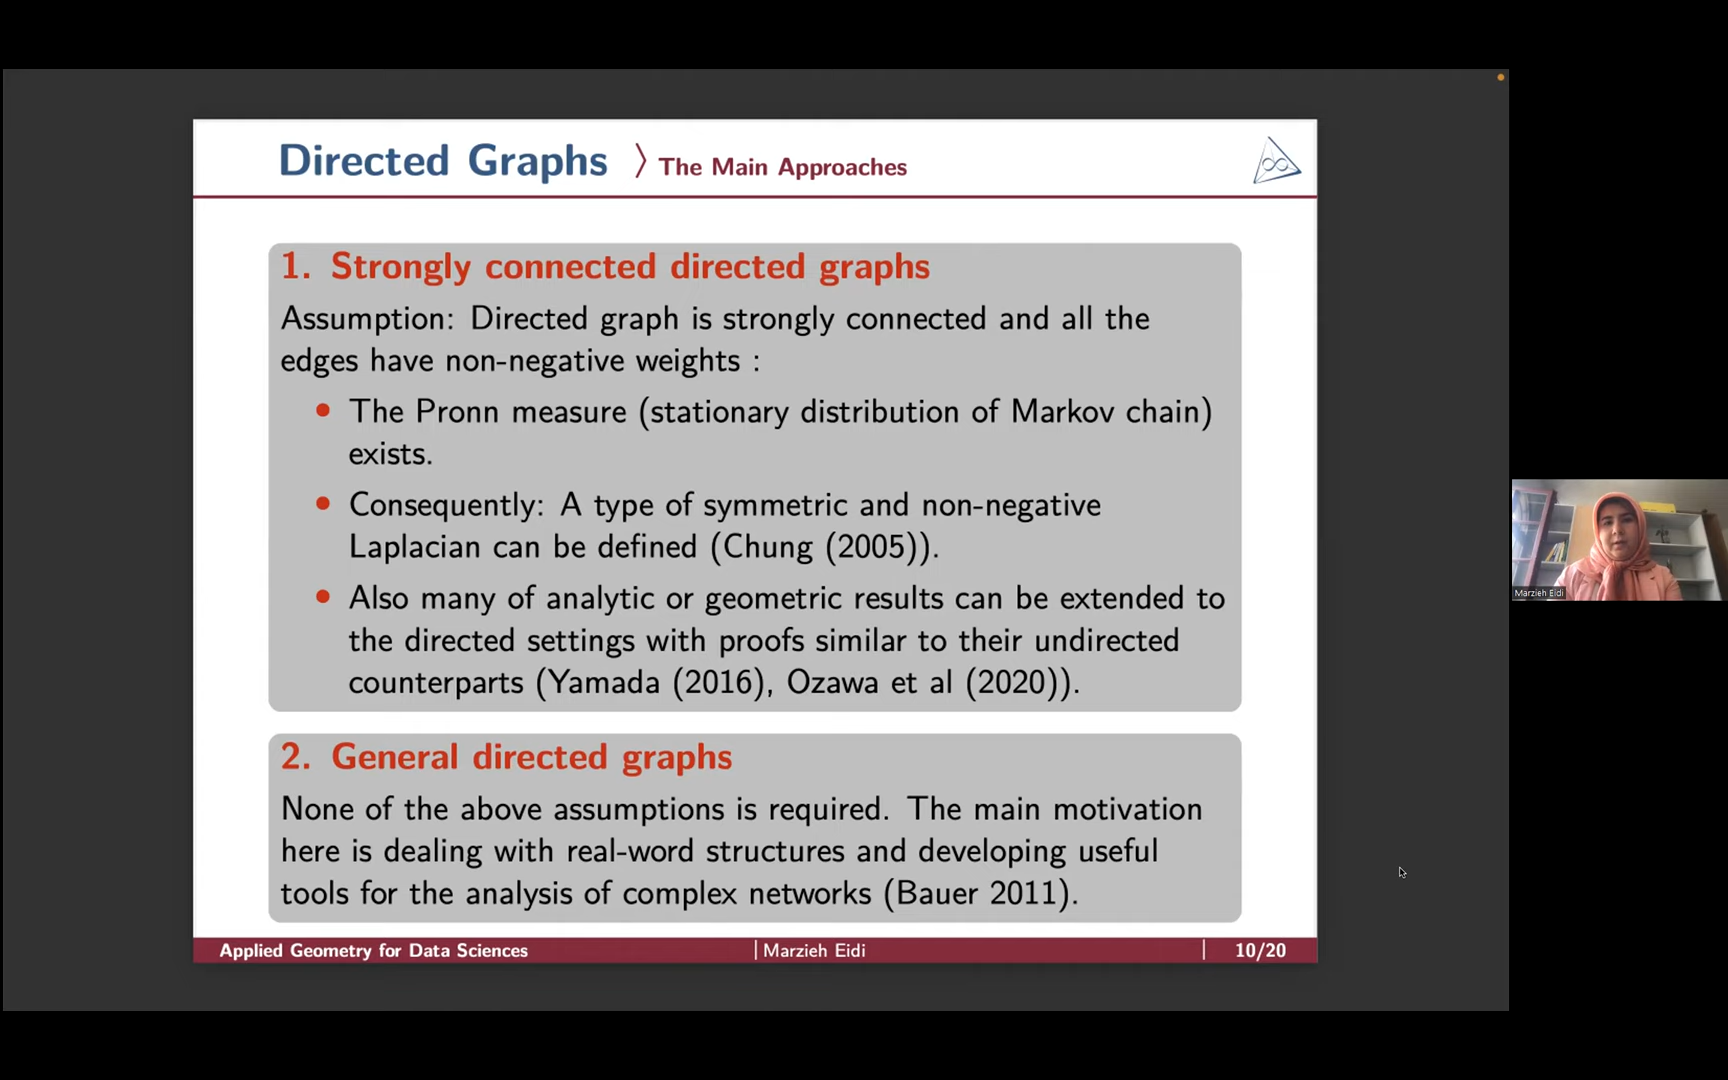 Directed Graphs 〉 The Main Approaches
1. Strongly connected directed graphs
Assumption: Directed graph is strongly connected and all the
edges have non-negative weights :
• The Pronn measure (stationary distribution of Markov chain)
exists.
• Consequently: A type of symmetric and non-negative
Laplacian can be defined (Chung (2005)).
• Also many of analytic or geometric results can be extended to
the directed settings with proofs similar to their undirected
counterparts (Yamada (2016), Ozawa et al (2020)).
Marzieh Eidi
2. General directed graphs
None of the above assumptions is required. The main motivation
here is dealing with real-word structures and developing useful
tools for the analysis of complex networks (Bauer 2011).
Applied Geometry for Data Sciences | Marzieh Eidi | 10/20